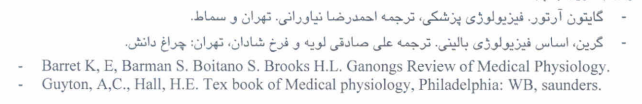 - گایتون آرتور. فیزیولوژی پزشکی، ترجمه احمدرضا نیاورانی. تهران و سماط.
- گرین، اساس فیزیولوژی بالینی. ترجمه علی صادقی لویه و فرخ شادان، تهران: چراغ دانش.
- Barret K, E, Barman S. Boitano S. Brooks H.L. Ganongs Review of Medical Physiology.
- Guyton, A,C., Hall, H.E. Tex book of Medical physiology, Philadelphia: WB, saunders.